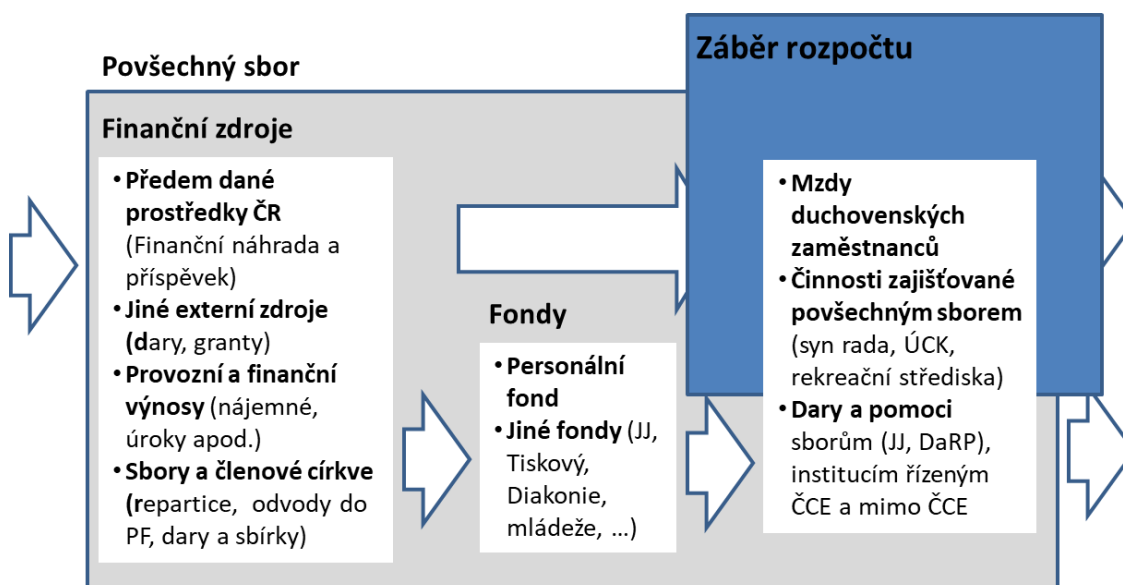 Povšechný sbor
Finanční zdroje
• Předem dané
prostředky ČR
(Finanční náhrada a
příspěvek)
• Jiné externí zdroje
(dary, granty)
• Provozní a finanční
výnosy (nájemné,
úroky apod.)
• Sbory a členové církve
(repartice, odvody do
PF, dary a sbírky)
Fondy
• Personální
fond
• Jiné fondy (JJ,
Tiskový,
Diakonie,
mládeže, ...)
Záběr rozpočtu
• Mzdy
duchovenských
zaměstnanců
• Činnosti zajišťované
povšechným sborem
(syn rada, ÚCK,
rekreační střediska)
• Dary a pomoci
sborům (JJ, DaRP),
institucím řízeným
ČCE a mimo ČCE